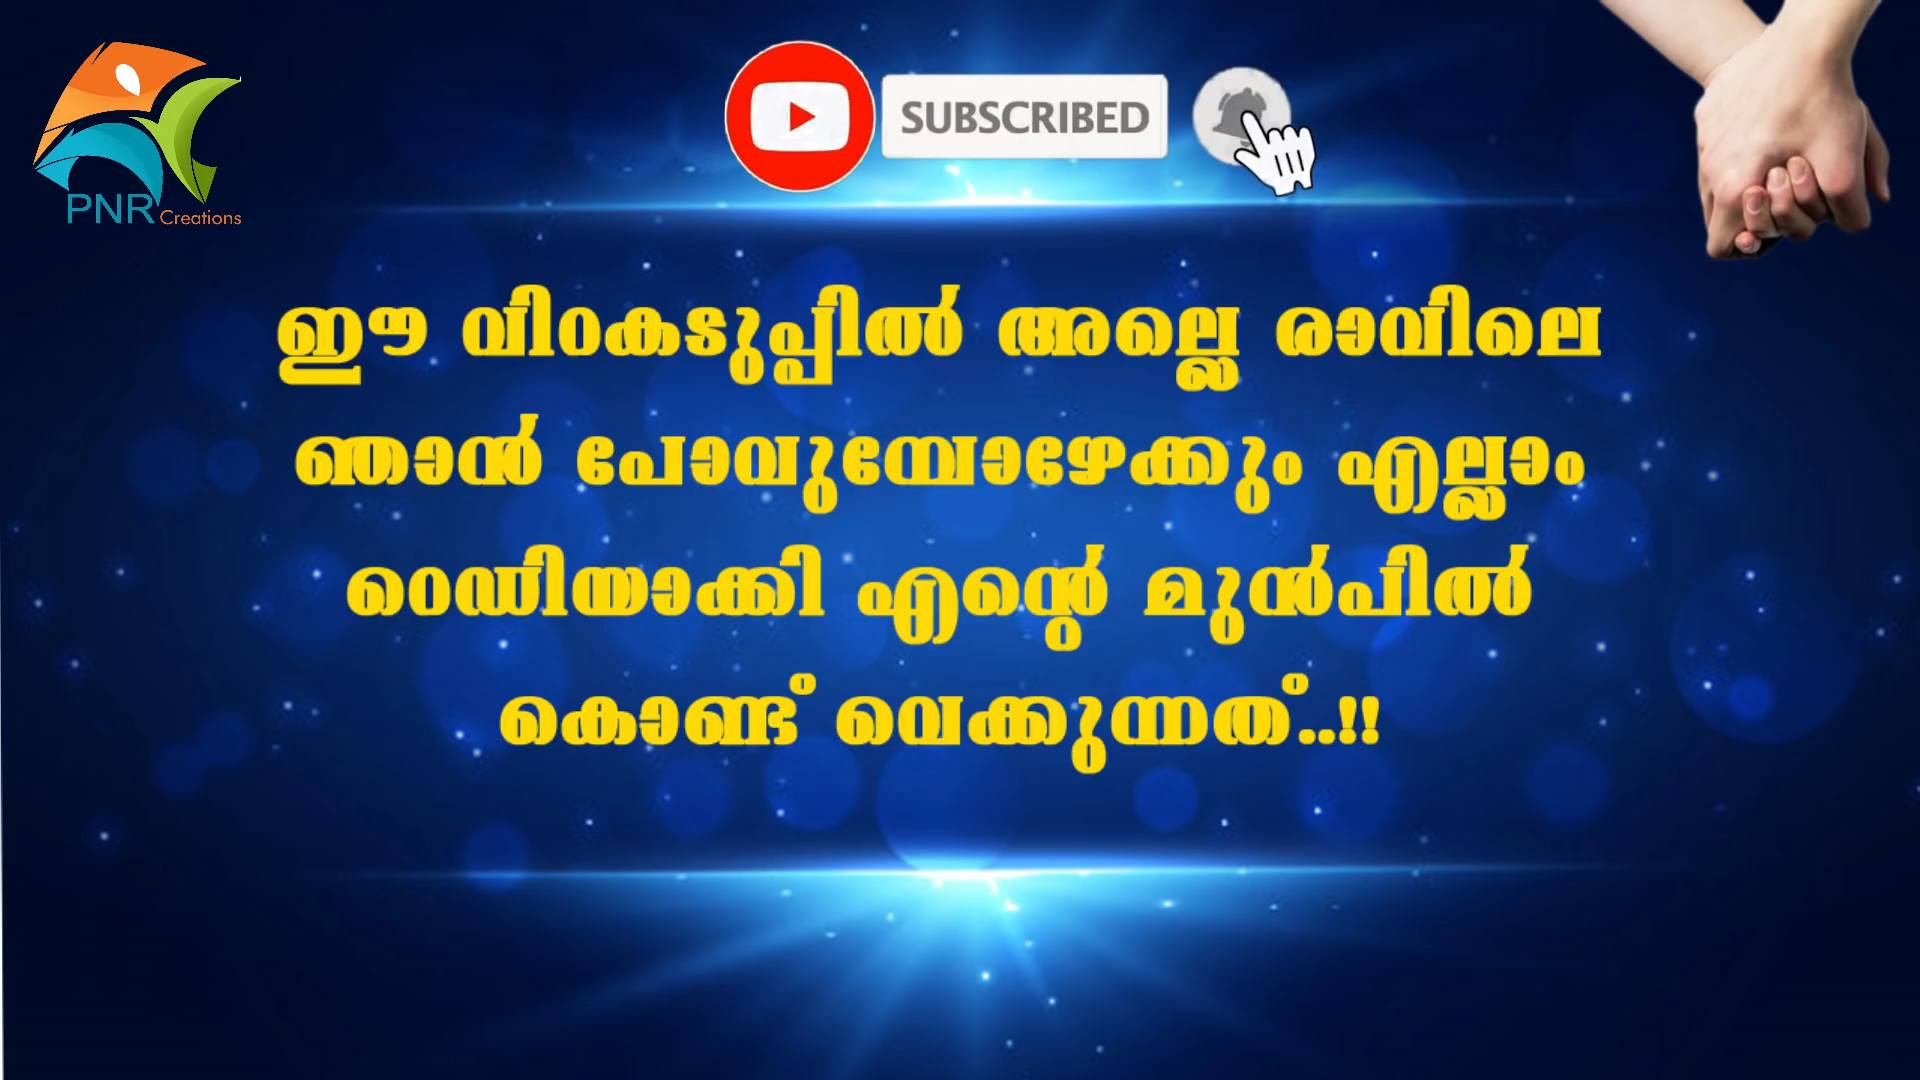 PNR Creations
SUBSCRIBED
ഈ വിറകടുപ്പിൽ അല്ലെ രാവിലെ
ഞാൻ പോവുമ്പോഴേക്കും എല്ലാം
റെഡിയാക്കി എന്റെ മുൻപിൽ
കൊണ്ട് വെക്കുന്നത്..!!